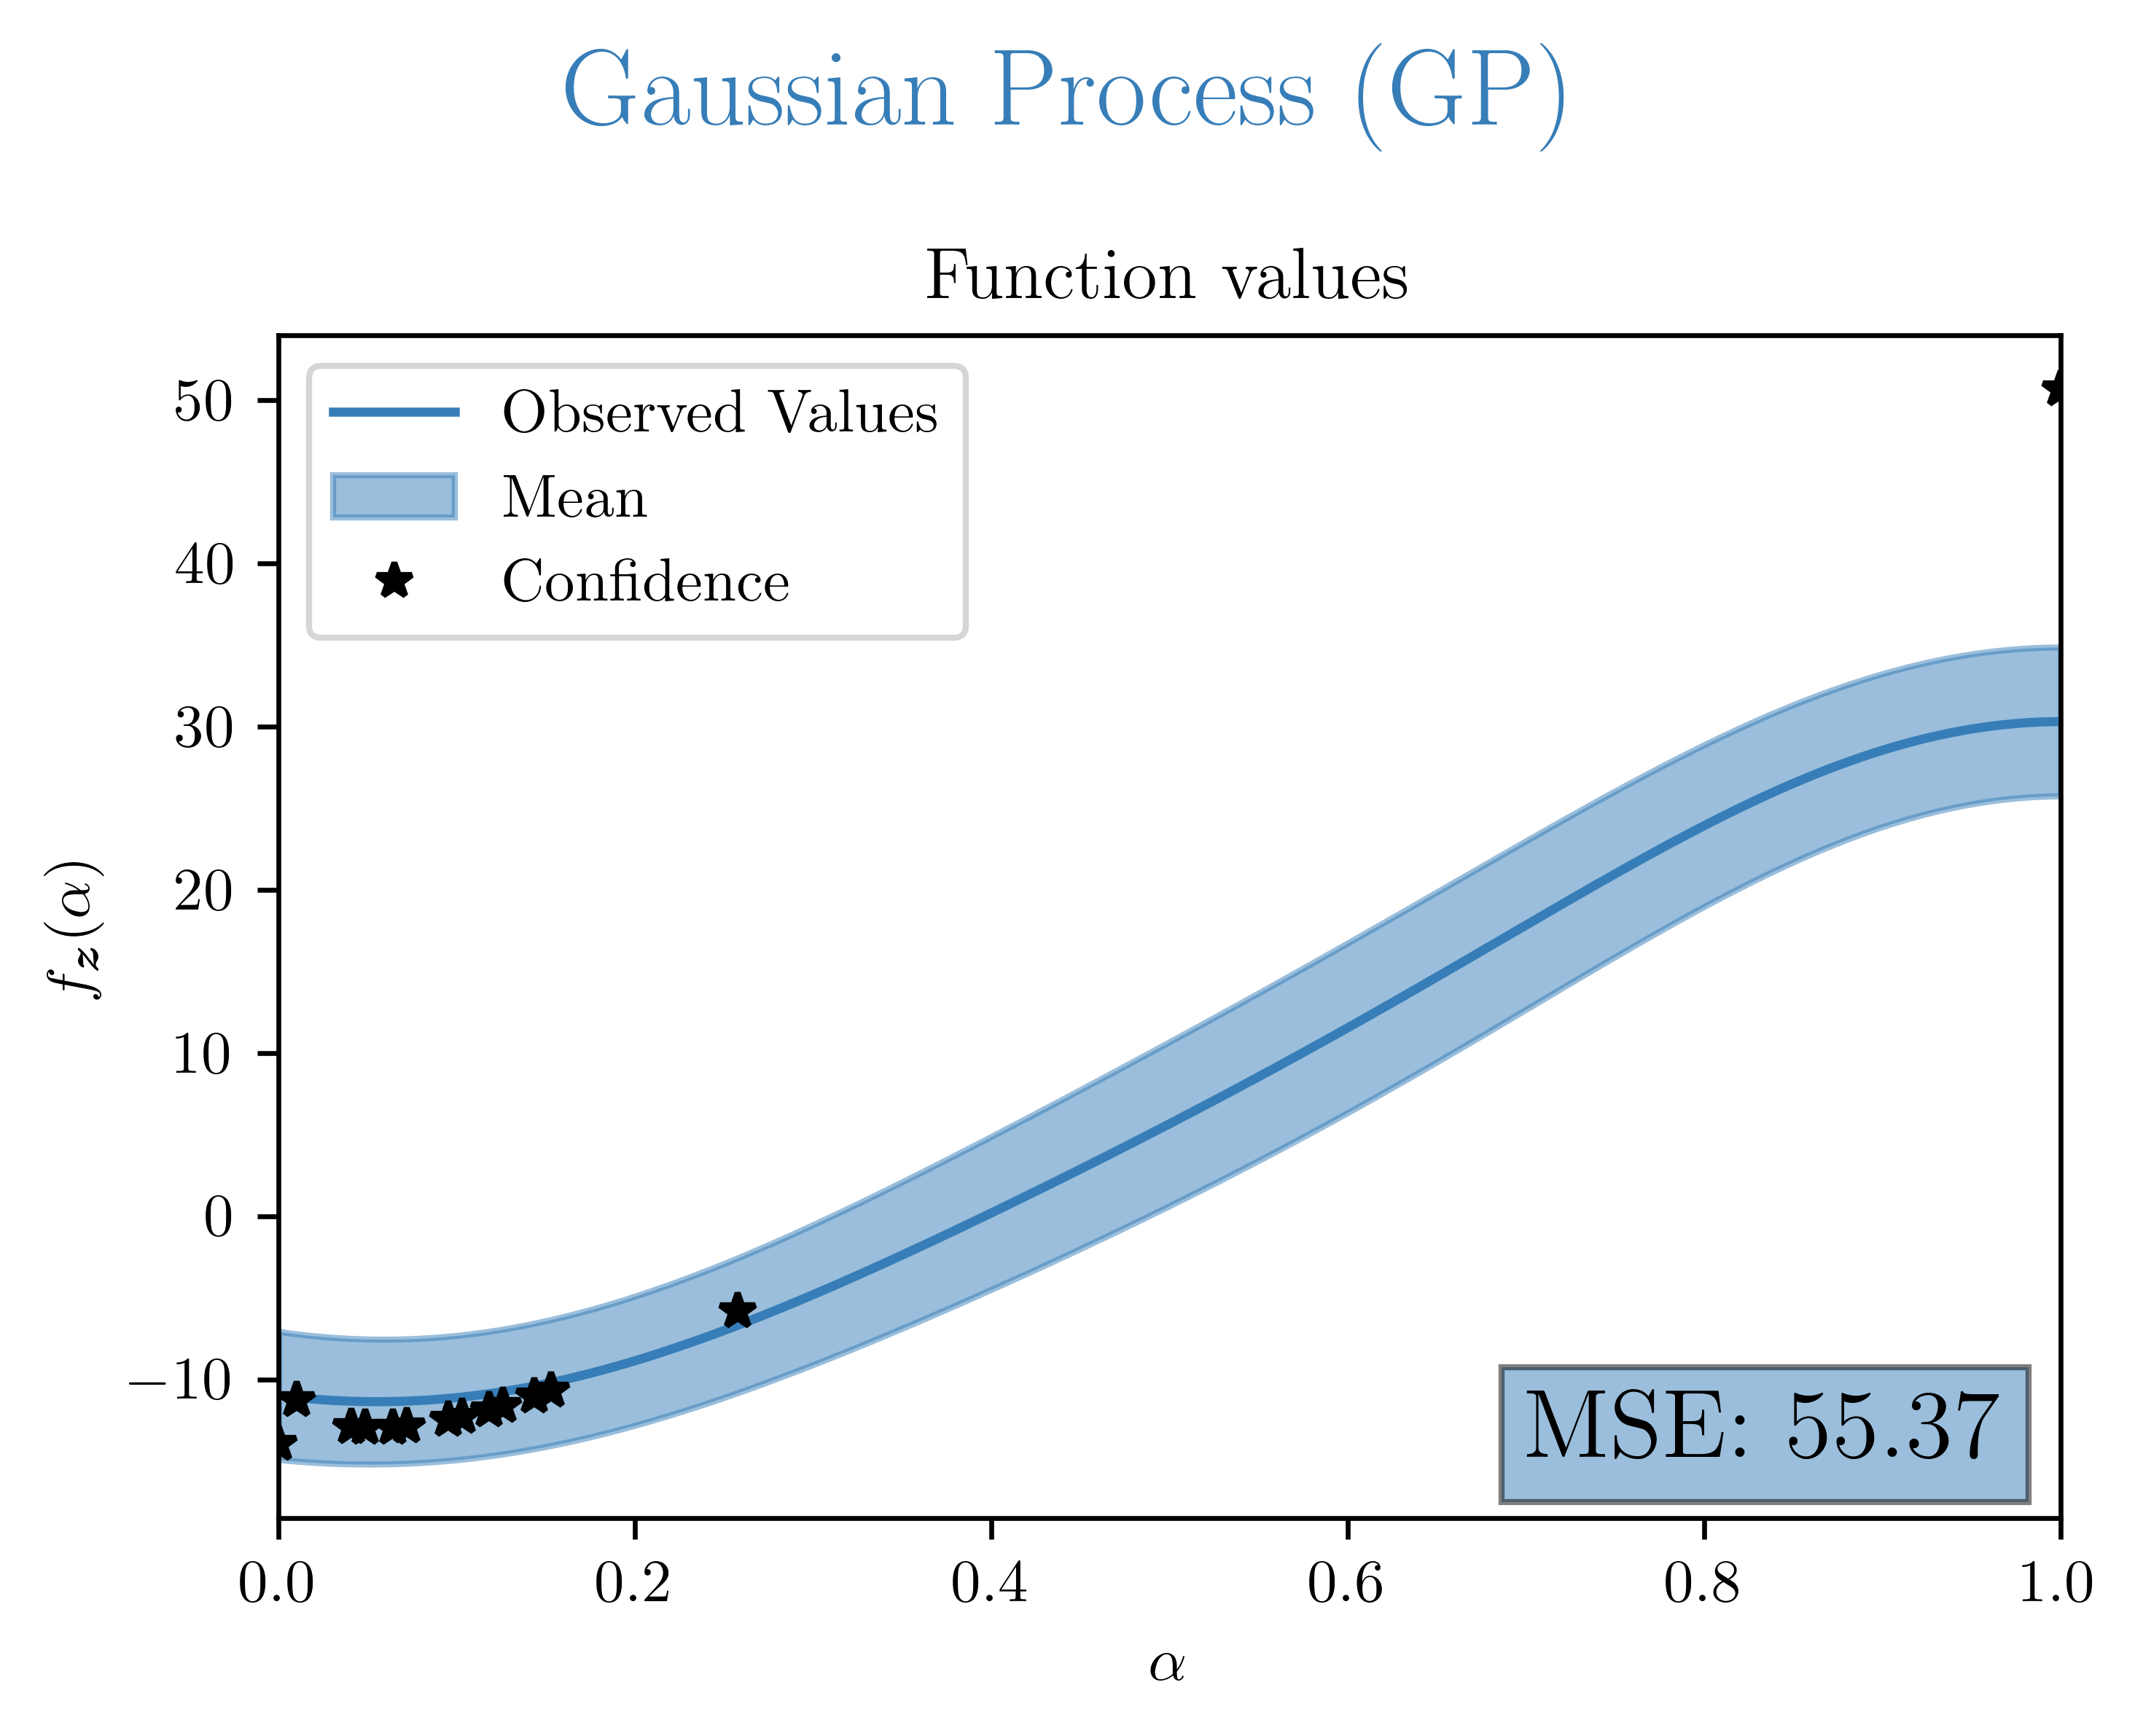 Gaussian Process (GP)
Function values
Observed Values
Mean
Confidence
50
40
30
20
10
0
−10
f_z(α)
MSE: 55.37
0.0 0.2 0.4 0.6 0.8 1.0
α